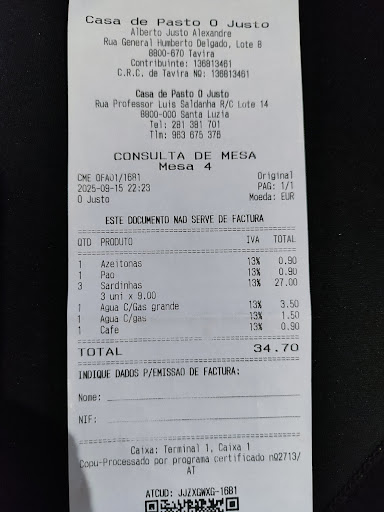 Casa de Pasto O Justo
Alberto Justo Alexandre
Rua General Humberto Delgado, Lote 8
8800-670 Tavira
Contribuinte: 136813461
C.R.C. de Tavira NQ: 136813461
Casa de Pasto O Justo
Rua Professor Luis Saldanha R/C Lote 14
8800-000 Santa Luzia
Tel: 281 381 701
Tlm: 963 675 376
CONSULTA DE MESA
Mesa 4
CME OFA01/1681 Original
2025-09-15 22:23 PAG: 1/1
O Justo Moeda: EUR
ESTE DOCUMENTO NAO SERVE DE FACTURA
QTD PRODUTO IVA TOTAL
1 Azeitonas 13% 0.90
1 Pao 13% 0.90
3 Sardinhas 13% 27.00
3 uni x 9.00
1 Agua C/Gas grande 13% 3.50
1 Agua C/gas 13% 1.50
1 Cafe 13% 0.90
TOTAL 34.70
INDIQUE DADOS P/EMISSAO DE FACTURA:
Nome:
NIF:
Caixa: Terminal 1, Caixa 1
Copu-Processado por programa certificado nQ2713/
AT
ATCUD: JJZXGWXG-1681